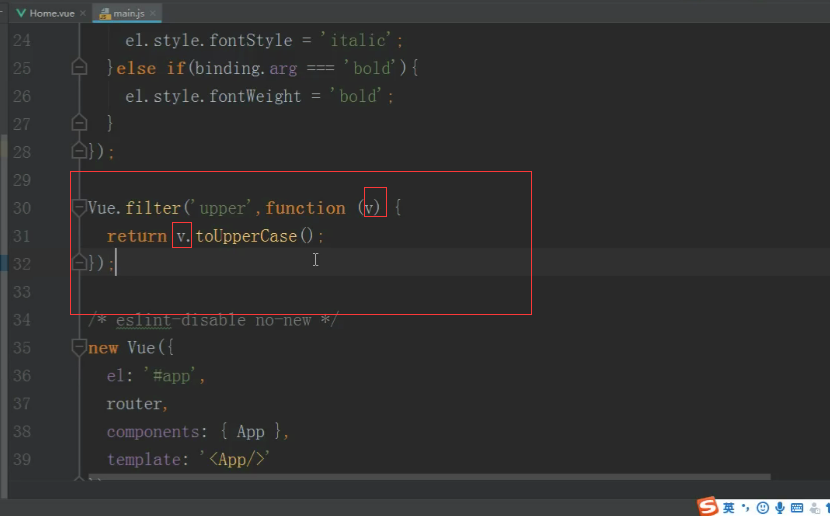 Home.vue × main.js ×
24 el.style.fontStyle = 'italic';
25 }else if(binding.arg === 'bold'){
26 el.style.fontWeight = 'bold';
27 }
28 });
29
30 Vue.filter('upper',function (v) {
31 return v.toUpperCase();
32 });
33
34 /* eslint-disable no-new */
35 new Vue({
36 el: '#app',
37 router,
38 components: { App },
39 template: '<App/>'
S 英